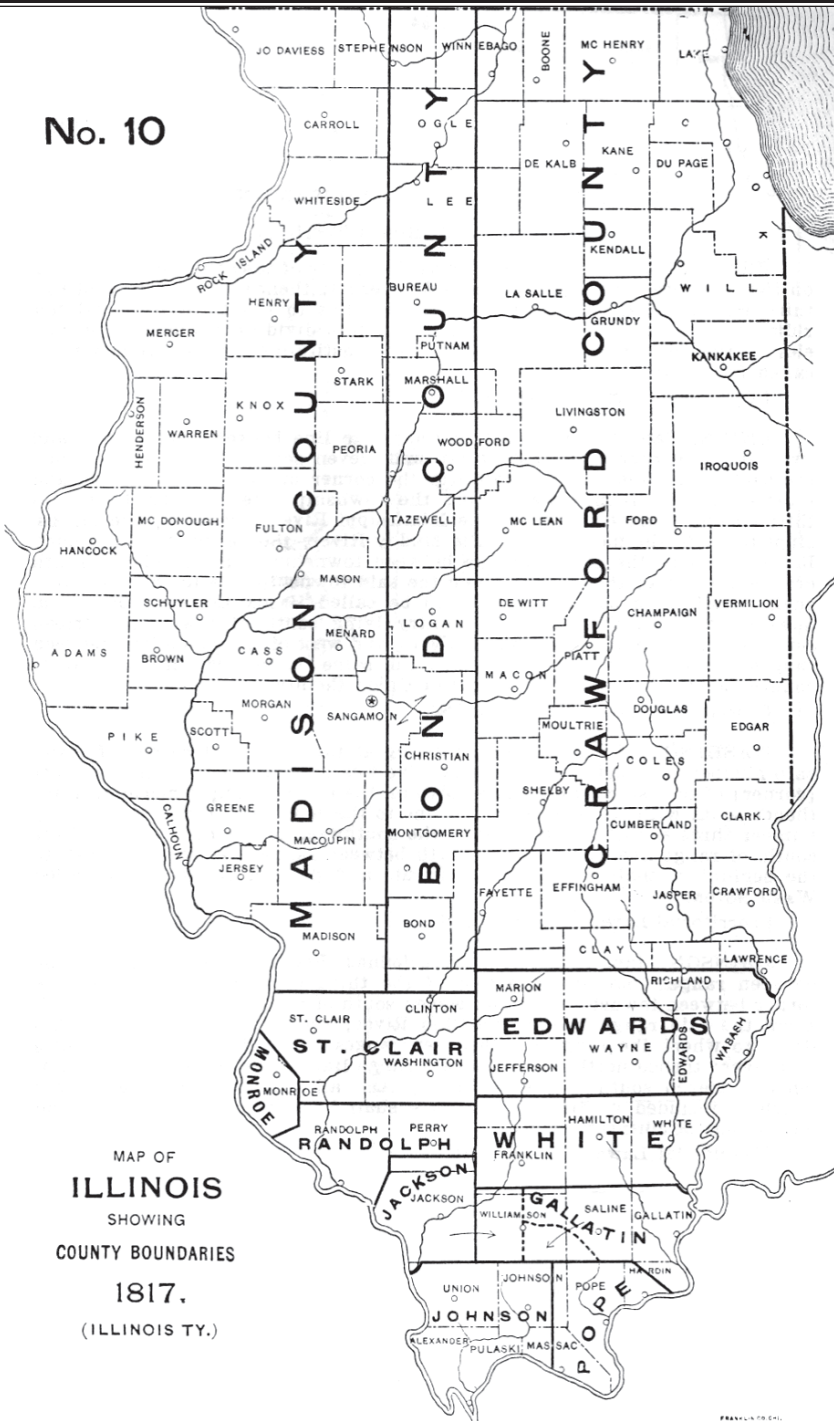 No. 10
JO DAVIESS
STEPHENSON
WINNEBAGO
BOONE
MC HENRY
LAKE
CARROLL
OGLE
DE KALB
KANE
C
DU PAGE
WHITESIDE
LEE
K
KENDALL
ROCK ISLAND
HENRY
BUREAU
LA SALLE
WILL
GRUNDY
MERCER
PUTNAM
KANKAKEE
STARK
MARSHALL
HENDERSON
WARREN
KNOX
PEORIA
WOODFORD
LIVINGSTON
IROQUOIS
HANCOCK
MC DONOUGH
FULTON
TAZEWELL
MC LEAN
FORD
MASON
SCHUYLER
ADAMS
BROWN
CASS
MENARD
LOGAN
DE WITT
CHAMPAIGN
VERMILION
PIATT
MACON
MORGAN
SANGAMON
DOUGLAS
PIKE
SCOTT
MOULTRIE
EDGAR
CHRISTIAN
COLES
SHELBY
CALHOUN
GREENE
MACOUPIN
MONTGOMERY
CUMBERLAND
CLARK.
JERSEY
FAYETTE
EFFINGHAM
JASPER
CRAWFORD
MADISON
BOND
CLAY
LAWRENCE
RICHLAND
MADISON COUNTY
BOND COUNTY
CRAWFORD COUNTY
MARION
CLINTON
ST. CLAIR
EDWARDS
ST. CLAIR
WASHINGTON
WAYNE
EDWARDS
WABASH
JEFFERSON
MONROE
MONROE
RANDOLPH
PERRY
RANDOLPH
HAMILTON
WHITE
WHITE
FRANKLIN
JACKSON
JACKSON
WILLIAMSON
GALLATIN
SALINE
GALLATIN
HARDIN
UNION
JOHNSON
POPE
JOHNSON
POPE
ALEXANDER
PULASKI
MASSAC
MAP OF
ILLINOIS
SHOWING
COUNTY BOUNDARIES
1817.
(ILLINOIS TY.)
FRANKLIN CO. CHI.